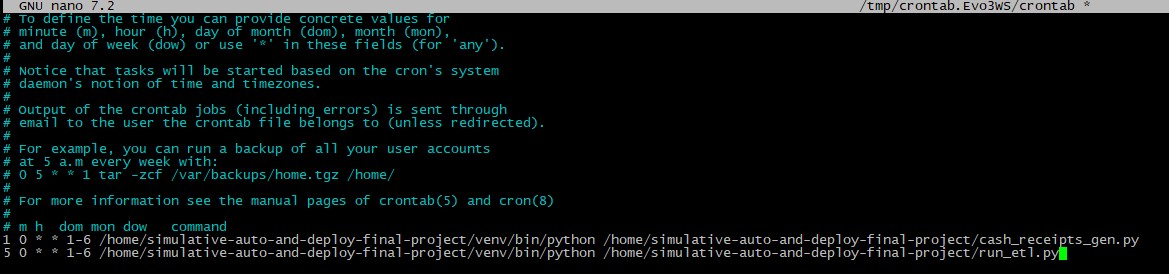 GNU nano 7.2 /tmp/crontab.Evo3WS/crontab *
# To define the time you can provide concrete values for
# minute (m), hour (h), day of month (dom), month (mon),
# and day of week (dow) or use '*' in these fields (for 'any').
#
# Notice that tasks will be started based on the cron's system
# daemon's notion of time and timezones.
#
# Output of the crontab jobs (including errors) is sent through
# email to the user the crontab file belongs to (unless redirected).
#
# For example, you can run a backup of all your user accounts
# at 5 a.m every week with:
# 0 5 * * 1 tar -zcf /var/backups/home.tgz /home/
#
# For more information see the manual pages of crontab(5) and cron(8)
#
# m h  dom mon dow   command
1 0 * * 1-6 /home/simulative-auto-and-deploy-final-project/venv/bin/python /home/simulative-auto-and-deploy-final-project/cash_receipts_gen.py
5 0 * * 1-6 /home/simulative-auto-and-deploy-final-project/venv/bin/python /home/simulative-auto-and-deploy-final-project/run_etl.py